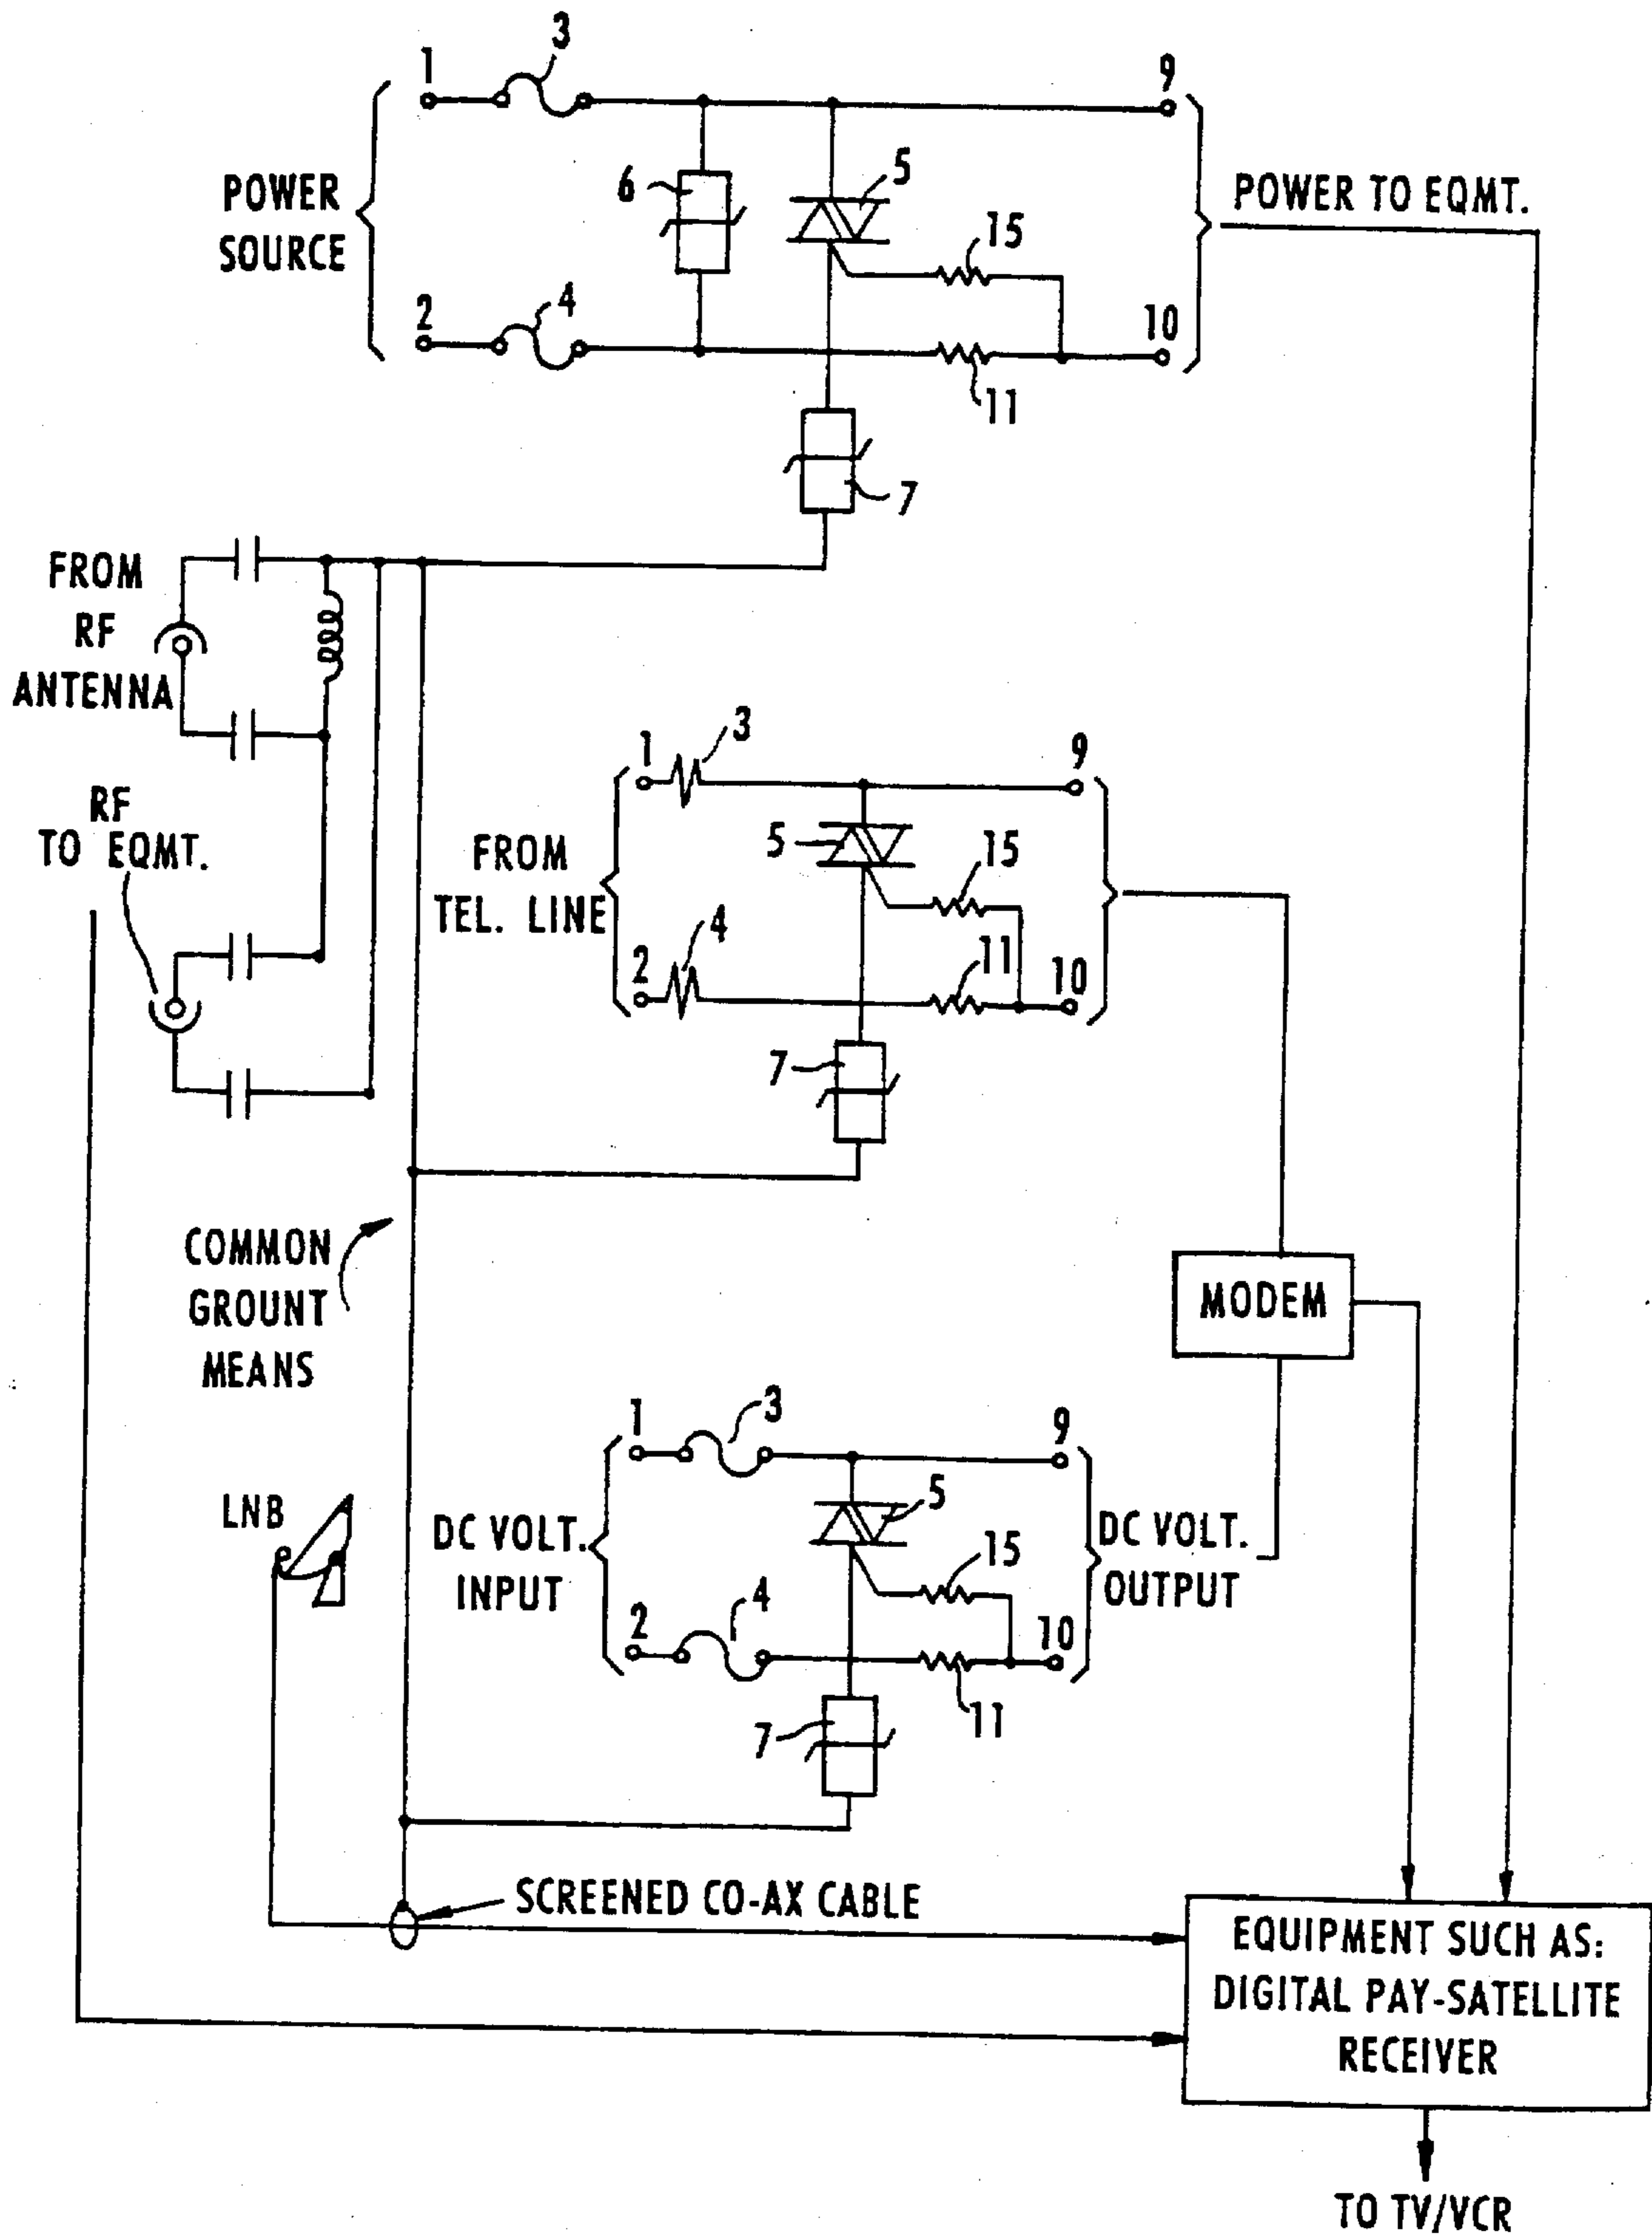 3
1
9
POWER
SOURCE
6
5
POWER TO EQMT.
15
2
4
10
11
7
FROM
RF
ANTENNA
RF
TO EQMT.
3
1
9
FROM
TEL. LINE
5
15
4
2
11
10
7
COMMON
GROUNT
MEANS
MODEM
3
1
9
LNB
DC VOLT.
INPUT
5
15
DC VOLT.
OUTPUT
4
2
10
11
7
SCREENED CO-AX CABLE
EQUIPMENT SUCH AS:
DIGITAL PAY-SATELLITE
RECEIVER
TO TV/VCR